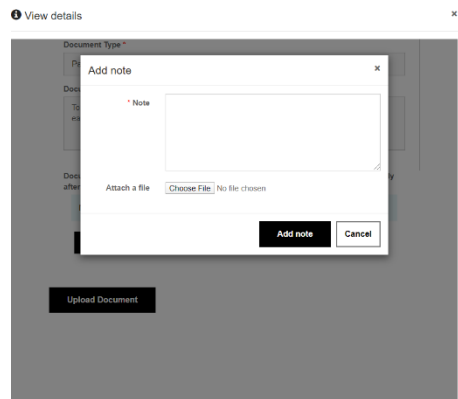 View details ×
Document Type *
Add note ×
* Note
Attach a file Choose File No file chosen
after
Add note Cancel
Upload Document